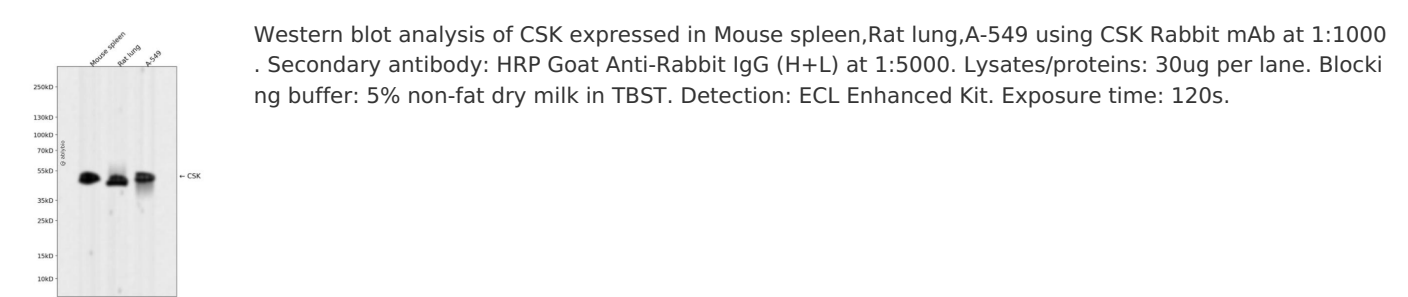 Mouse spleen
Rat lung
A-549
250kD
130kD
100kD
70kD
55kD
35kD
25kD
15kD
10kD
← CSK
Western blot analysis of CSK expressed in Mouse spleen,Rat lung,A-549 using CSK Rabbit mAb at 1:1000
. Secondary antibody: HRP Goat Anti-Rabbit IgG (H+L) at 1:5000. Lysates/proteins: 30ug per lane. Blocki
ng buffer: 5% non-fat dry milk in TBST. Detection: ECL Enhanced Kit. Exposure time: 120s.